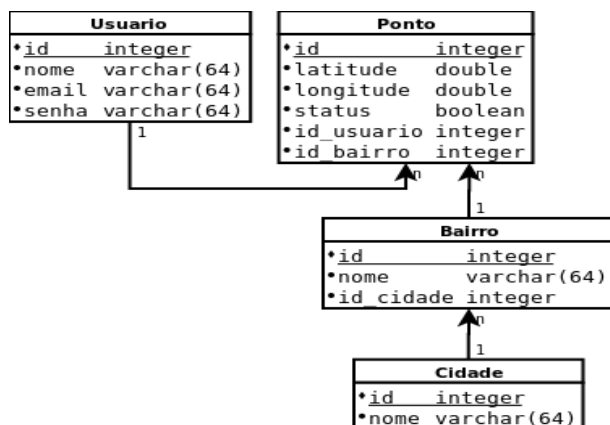 Usuario
id integer
nome varchar(64)
email varchar(64)
senha varchar(64)
1
Ponto
id integer
latitude double
longitude double
status boolean
id_usuario integer
id_bairro integer
n
n
1
Bairro
id integer
nome varchar(64)
id_cidade integer
n
1
Cidade
id integer
nome varchar(64)